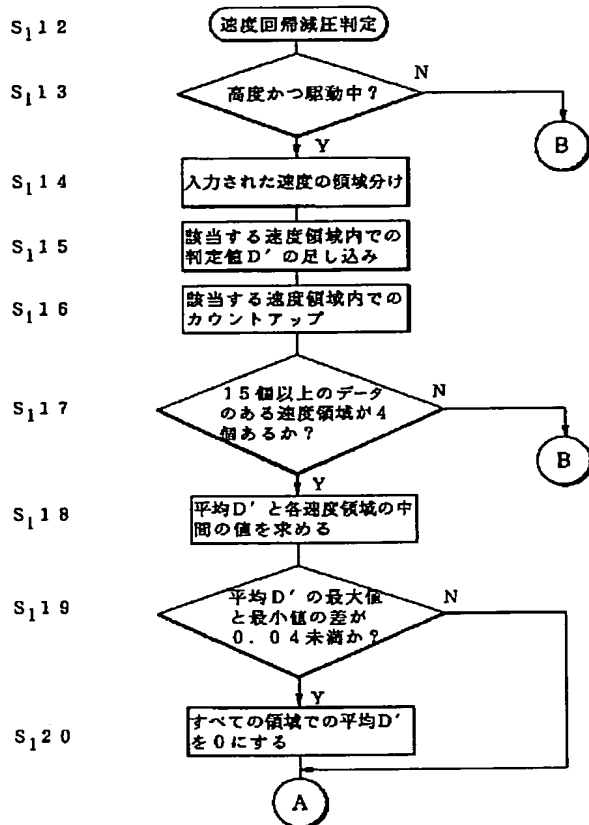 S₁12
速度回帰減圧判定
S₁13
高度かつ駆動中？
N
B
Y
S₁14
入力された速度の領域分け
S₁15
該当する速度領域内での
判定値D′の足し込み
S₁16
該当する速度領域内での
カウントアップ
S₁17
15個以上のデータ
のある速度領域が4
個あるか？
N
B
Y
S₁18
平均D′と各速度領域の中
間の値を求める
S₁19
平均D′の最大値
と最小値の差が
0．04未満か？
N
Y
S₁20
すべての領域での平均D′
を0にする
A